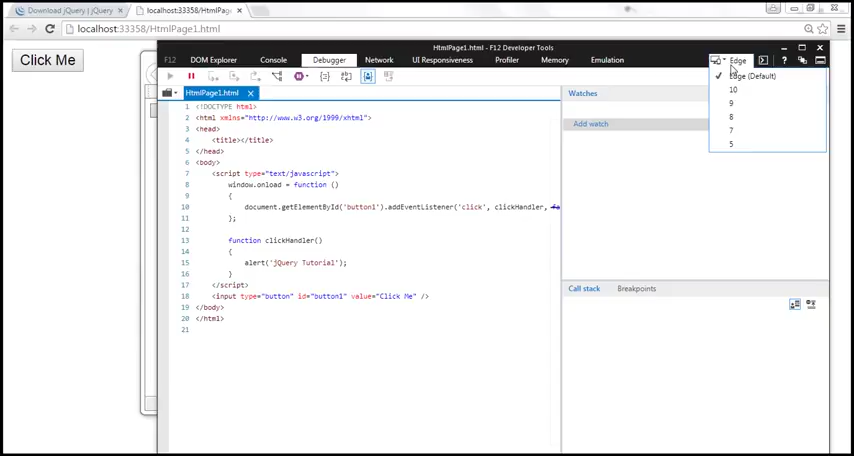 Download jQuery | jQuery
localhost:33358/HtmlPage
localhost:33358/HtmlPage1.html
Click Me
HtmlPage1.html - F12 Developer Tools
F12 DOM Explorer Console Debugger Network UI Responsiveness Profiler Memory Emulation Edge ?
Edge (Default)
10
9
8
7
5
HtmlPage1.html
Watches
Add watch
1 <!DOCTYPE html>
2 <html xmlns="http://www.w3.org/1999/xhtml">
3 <head>
4 <title></title>
5 </head>
6 <body>
7 <script type="text/javascript">
8 window.onload = function ()
9 {
10 document.getElementById('button1').addEventListener('click', clickHandler, fa
11 };
12
13 function clickHandler()
14 {
15 alert('jQuery Tutorial');
16 }
17 </script>
18 <input type="button" id="button1" value="Click Me" />
19 </body>
20 </html>
21
Call stack Breakpoints